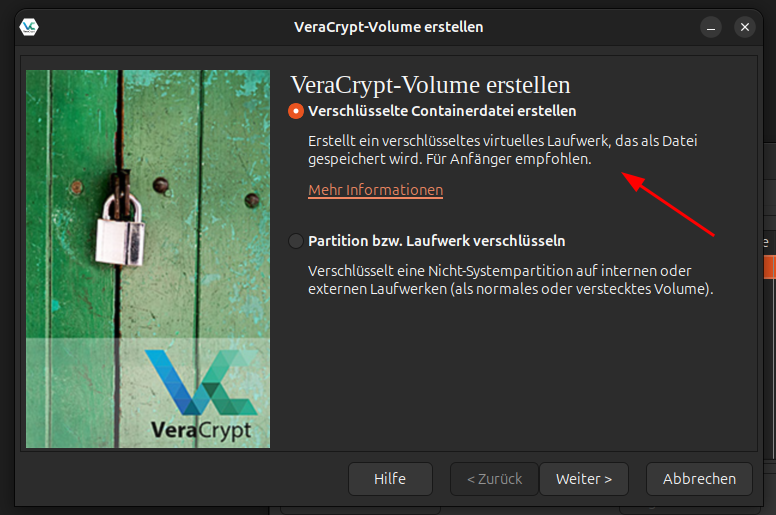 VeraCrypt-Volume erstellen
VeraCrypt-Volume erstellen
Verschlüsselte Containerdatei erstellen
Erstellt ein verschlüsseltes virtuelles Laufwerk, das als Datei
gespeichert wird. Für Anfänger empfohlen.
Mehr Informationen
Partition bzw. Laufwerk verschlüsseln
Verschlüsselt eine Nicht-Systempartition auf internen oder
externen Laufwerken (als normales oder verstecktes Volume).
VeraCrypt
Hilfe
< Zurück
Weiter >
Abbrechen